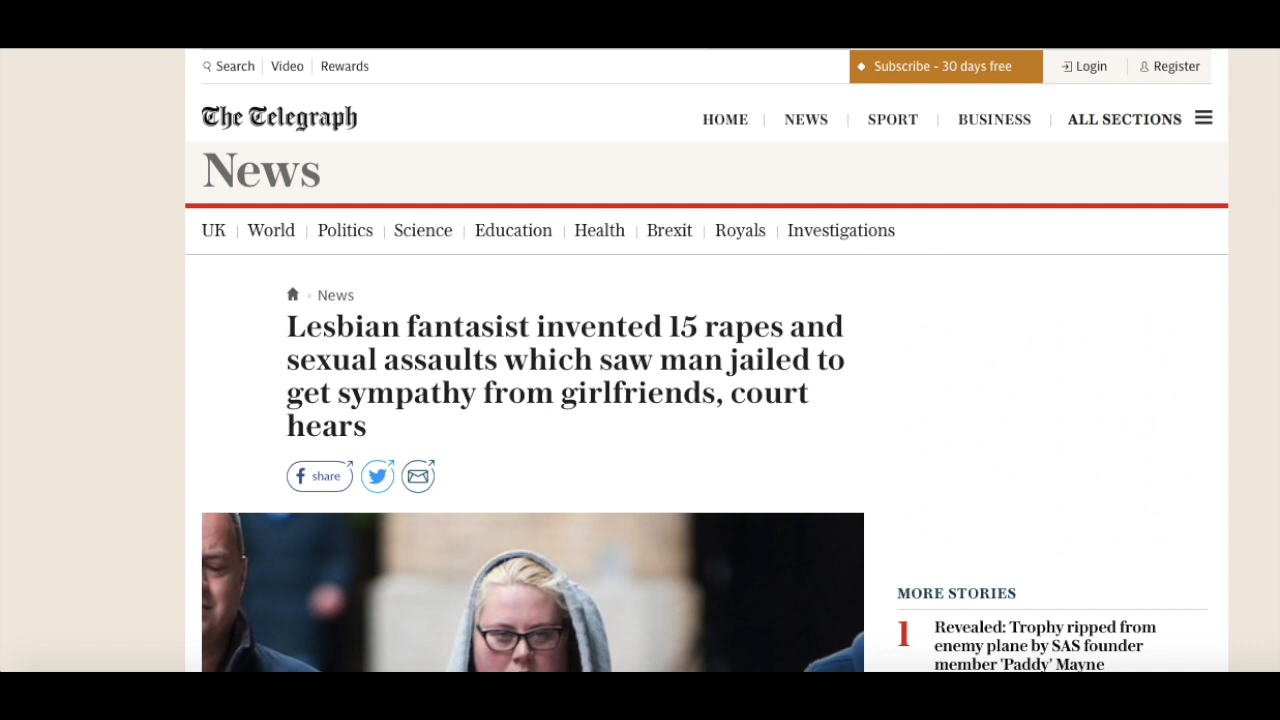 Search Video Rewards Subscribe - 30 days free Login Register
The Telegraph HOME NEWS SPORT BUSINESS ALL SECTIONS
News
UK World Politics Science Education Health Brexit Royals Investigations
News
Lesbian fantasist invented 15 rapes and
sexual assaults which saw man jailed to
get sympathy from girlfriends, court
hears
share
MORE STORIES
1 Revealed: Trophy ripped from
enemy plane by SAS founder
member 'Paddy' Mayne